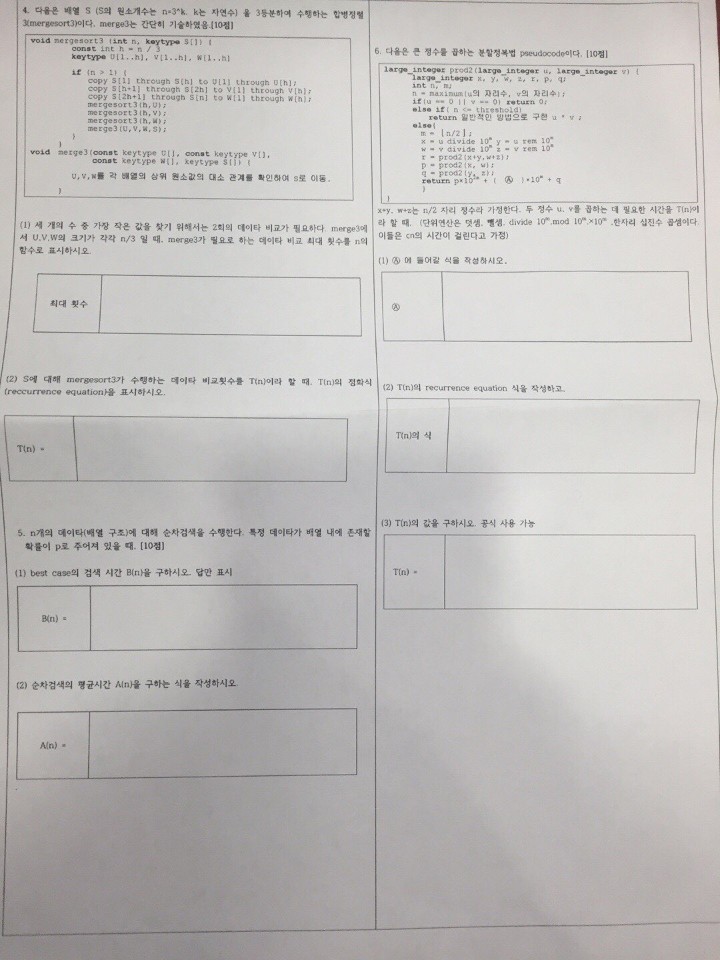 4. 다음은 배열 S (S의 원소개수는 n=3^k, k는 자연수) 을 3등분하여 수행하는 합병정렬
3(mergesort3)이다. merge3는 간단히 기술하였음.[10점]
void mergesort3 (int n, keytype S[]) {
const int h = n / 3
keytype U[1..h], V[1..h], W[1..h]
if (n > 1) {
copy S[1] through S[h] to U[1] through U[h];
copy S[h+1] through S[2h] to V[1] through V[h];
copy S[2h+1] through S[n] to W[1] through W[h];
mergesort3(h,U);
mergesort3(h,V);
mergesort3(h,W);
merge3(U,V,W,S);
}
}
void merge3(const keytype U[], const keytype V[],
const keytype W[], keytype S[]) {
U,V,W를 각 배열의 상위 원소값의 대소 관계를 확인하여 S로 이동.
}
(1) 세 개의 수 중 가장 작은 값을 찾기 위해서는 2회의 데이타 비교가 필요하다. merge3에
서 U,V,W의 크기가 각각 n/3 일 때, merge3가 필요로 하는 데이타 비교 최대 횟수를 n의
함수로 표시하시오.
최대 횟수
(2) S에 대해 mergesort3가 수행하는 데이타 비교횟수를 T(n)이라 할 때, T(n)의 점화식
(reccurrence equation)을 표시하시오.
T(n) =
5. n개의 데이타(배열 구조)에 대해 순차검색을 수행한다. 특정 데이타가 배열 내에 존재할
확률이 p로 주어져 있을 때, [10점]
(1) best case의 검색 시간 B(n)을 구하시오. 답만 표시
B(n) =
(2) 순차검색의 평균시간 A(n)을 구하는 식을 작성하시오
A(n) =
6. 다음은 큰 정수를 곱하는 분할정복법 pseudocode이다. [10점]
large_integer prod2(large_integer u, large_integer v) {
large_integer x, y, w, z, r, p, q;
int n, m;
n = maximum(u의 자리수, v의 자리수);
if(u == 0 || v == 0) return 0;
else if( n <= threshold)
return 일반적인 방법으로 구현 u * v ;
else{
m = ⌊n/2⌋;
x = u divide 10^m y = u rem 10^m
w = v divide 10^m z = v rem 10^m
r = prod2(x+y,w+z);
p = prod2(x, w);
q = prod2(y, z);
return p×10^2m + ( Ⓐ )×10^m + q
}
}
x+y, w+z는 n/2 자리 정수라 가정한다. 두 정수 u, v를 곱하는 데 필요한 시간을 T(n)이
라 할 때, (단위연산은 덧셈, 뺄셈, divide 10^m,mod 10^m,×10^m ,한자리 십진수 곱셈이다.
이들은 cn의 시간이 걸린다고 가정)
(1) Ⓐ 에 들어갈 식을 작성하시오.
Ⓐ
(2) T(n)의 recurrence equation 식을 작성하고,
T(n)의 식
(3) T(n)의 값을 구하시오. 공식 사용 가능
T(n) =